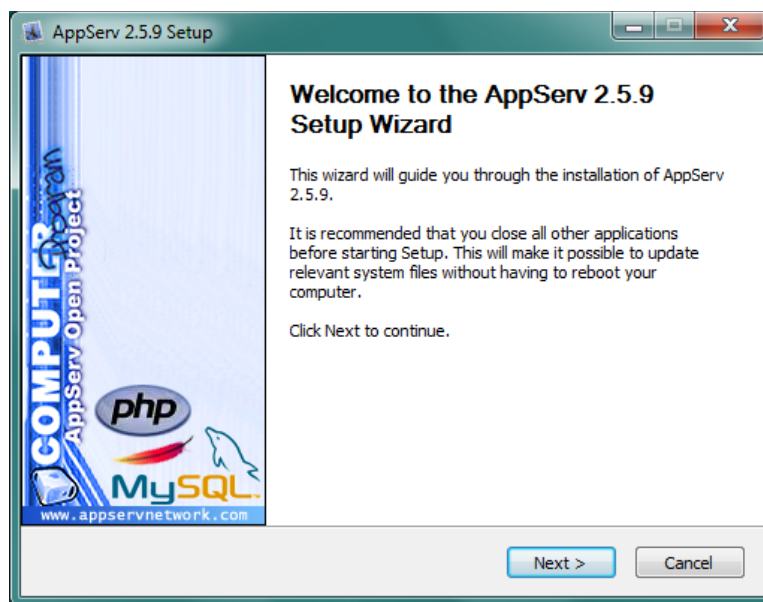 AppServ 2.5.9 Setup
Welcome to the AppServ 2.5.9
Setup Wizard
This wizard will guide you through the installation of AppServ
2.5.9.
It is recommended that you close all other applications
before starting Setup. This will make it possible to update
relevant system files without having to reboot your
computer.
Click Next to continue.
COMPUTER
Program
AppServ Open Project
php
MySQL
www.appservnetwork.com
Next >
Cancel